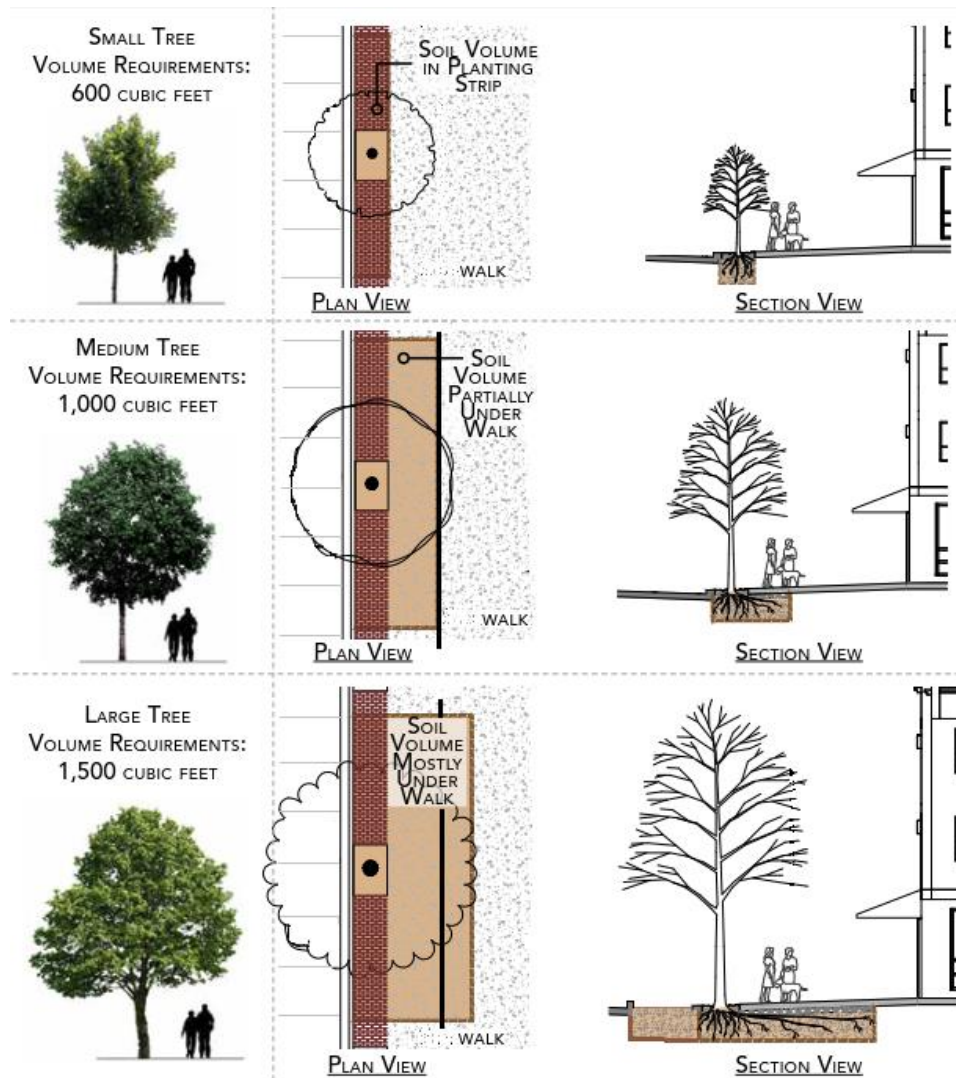 Small Tree
Volume Requirements:
600 cubic feet
Soil Volume
in Planting
Strip
walk
Plan View
Section View
Medium Tree
Volume Requirements:
1,000 cubic feet
Soil
Volume
Partially
Under
Walk
walk
Plan View
Section View
Large Tree
Volume Requirements:
1,500 cubic feet
Soil
Volume
Mostly
Under
Walk
walk
Plan View
Section View